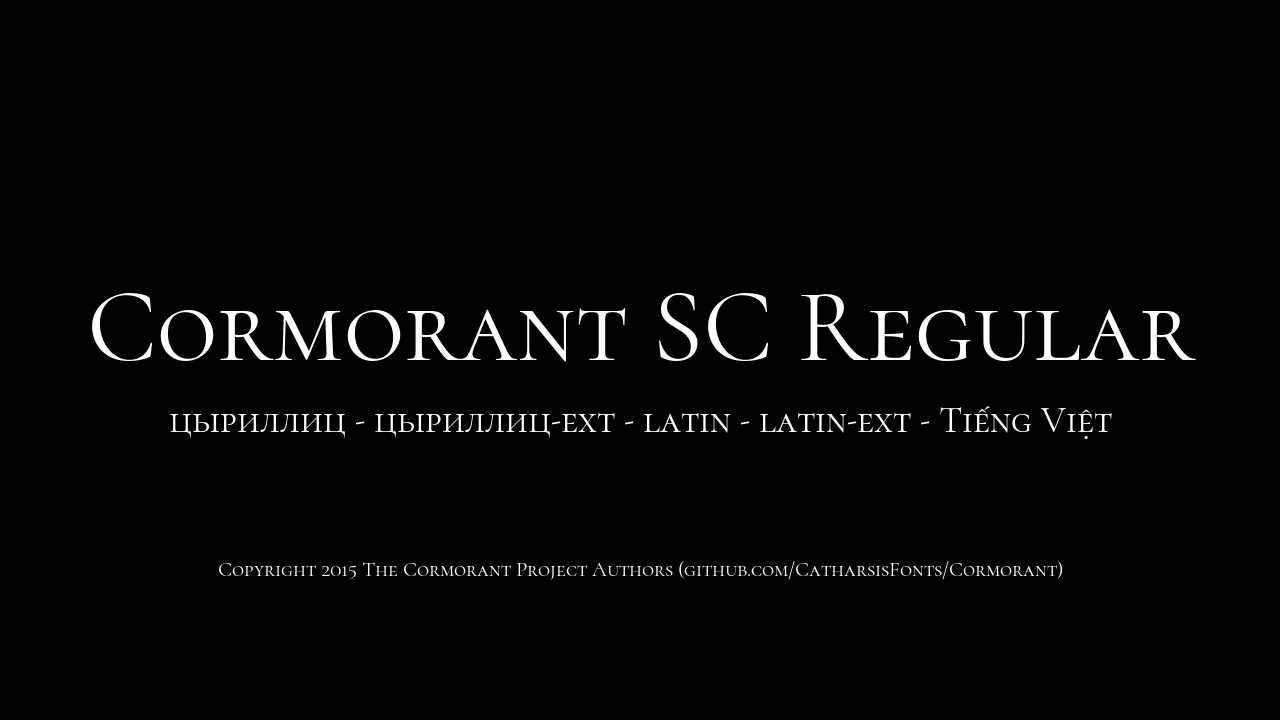 Cormorant SC Regular
цыриллиц - цыриллиц-ext - latin - latin-ext - Tiếng Việt
Copyright 2015 The Cormorant Project Authors (github.com/CatharsisFonts/Cormorant)